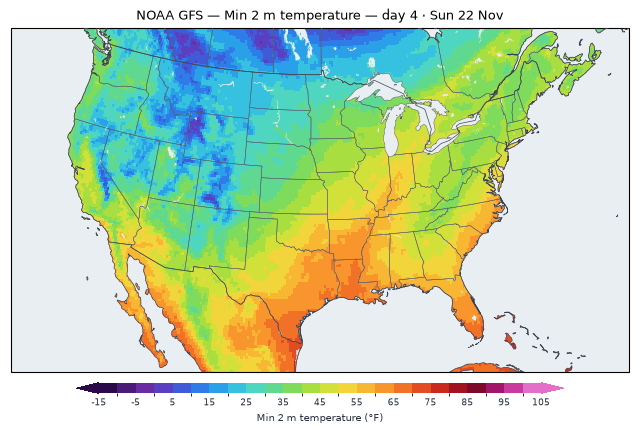 NOAA GFS — Min 2 m temperature — day 4 · Sun 22 Nov
-15 -5 5 15 25 35 45 55 65 75 85 95 105
Min 2 m temperature (°F)